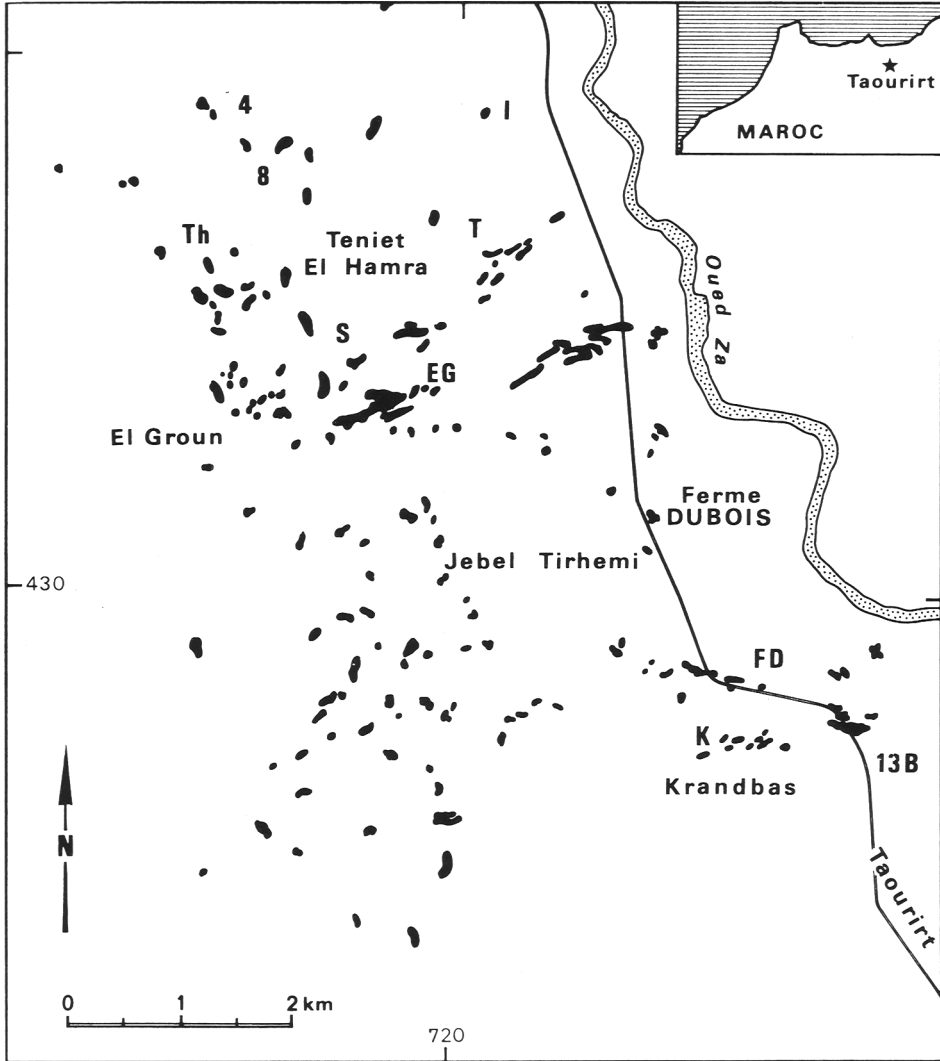 Taourirt
MAROC
4
I
8
Th
Teniet
El Hamra
T
Oued Za
S
EG
El Groun
Ferme
DUBOIS
Jebel Tirhemi
430
FD
K
13B
Krandbas
N
Taourirt
0 1 2 km
720